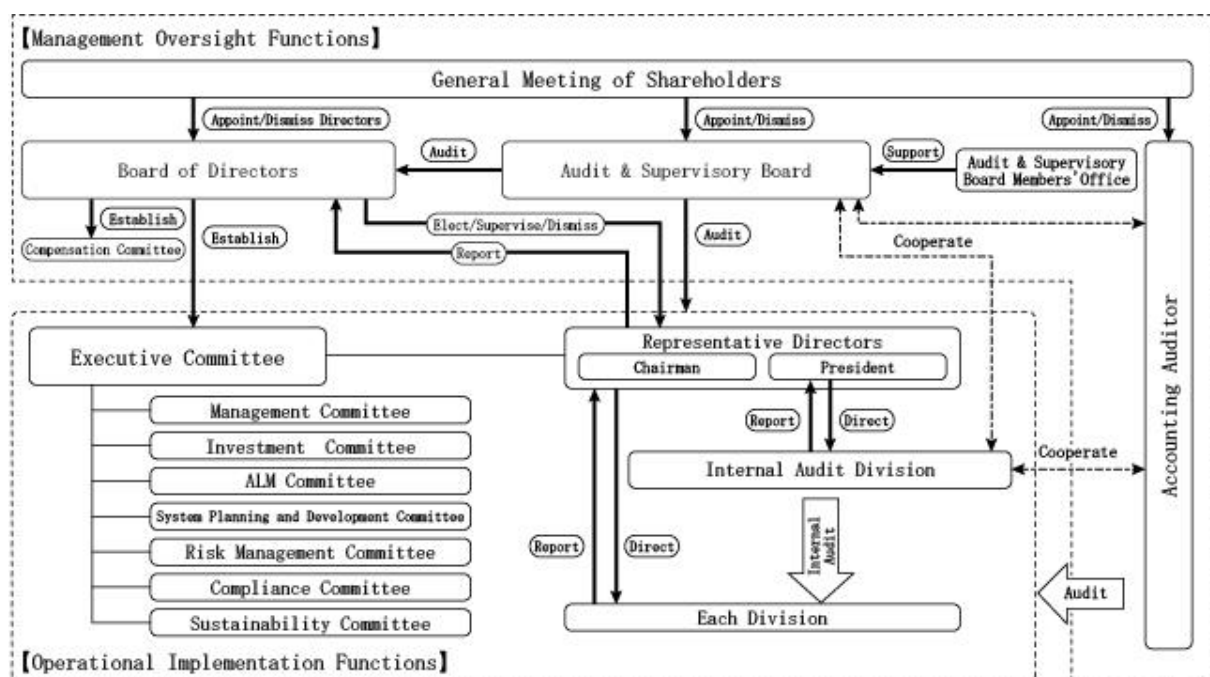 【Management Oversight Functions】
General Meeting of Shareholders
Appoint/Dismiss Directors
Appoint/Dismiss
Appoint/Dismiss
Board of Directors
Audit
Audit & Supervisory Board
Support
Audit & Supervisory
Board Members'Office
Establish
Compensation Committee
Establish
Elect/Supervise/Dismiss
Report
Audit
Cooperate
Accounting Auditor
Executive Committee
Representative Directors
Chairman
President
Management Committee
Investment Committee
ALM Committee
System Planning and Development Committee
Risk Management Committee
Compliance Committee
Sustainability Committee
Report
Direct
Internal Audit Division
Cooperate
Report
Direct
Internal
Audit
Each Division
Audit
【Operational Implementation Functions】